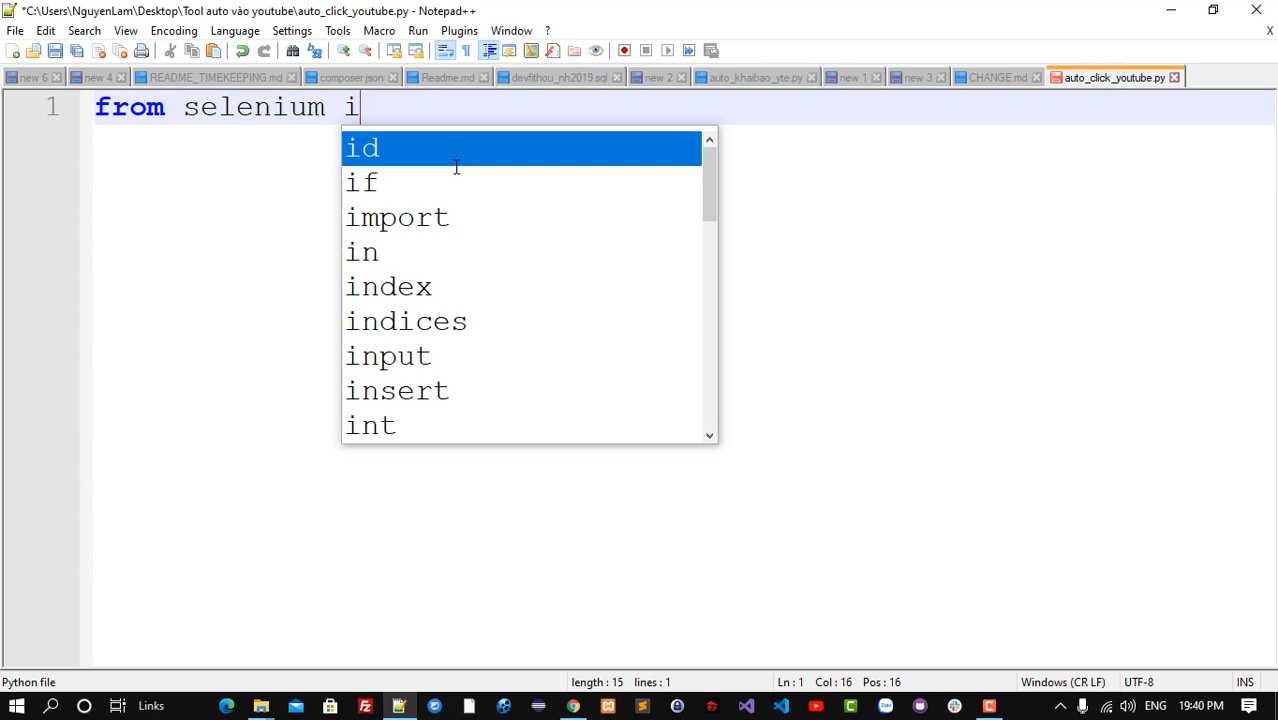 *C:\Users\NguyenLam\Desktop\Tool auto vào youtube\auto_click_youtube.py - Notepad++
File Edit Search View Encoding Language Settings Tools Macro Run Plugins Window ? X
new 6 new 4 README_TIMEKEEPING.md composer.json Readme.md devfithou_nh2019.sql new 2 auto_khaibao_yte.py new 1 new 3 CHANGE.md auto_click_youtube.py
1 from selenium i
id
if
import
in
index
indices
input
insert
int
Python file length : 15 lines : 1 Ln : 1 Col : 16 Pos : 16 Windows (CR LF) UTF-8 INS
Links ENG 19:40 PM